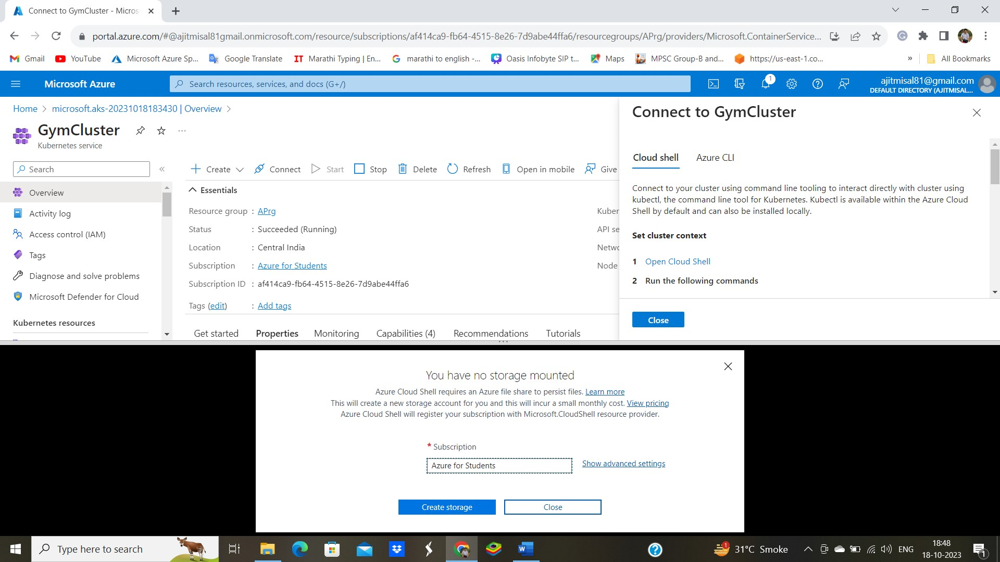 Connect to GymCluster - Micros
portal.azure.com/#@ajitmisal81gmail.onmicrosoft.com/resource/subscriptions/af414ca9-fb64-4515-8e26-7d9abe44ffa6/resourcegroups/APrg/providers/Microsoft.ContainerService...
Gmail YouTube Microsoft Azure Sp... Google Translate Marathi Typing | En... marathi to english -... Oasis Infobyte SIP t... Maps MPSC Group-B and... https://us-east-1.co... » All Bookmarks
Microsoft Azure
Search resources, services, and docs (G+/)
1
ajitmisal81@gmail.com
DEFAULT DIRECTORY (AJITMISAL...
Home > microsoft.aks-20231018183430 | Overview >
GymCluster
Kubernetes service
Search
Overview
Activity log
Access control (IAM)
Tags
Diagnose and solve problems
Microsoft Defender for Cloud
Kubernetes resources
Create Connect Start Stop Delete Refresh Open in mobile Give
Essentials
Resource group : APrg
Status : Succeeded (Running)
Location : Central India
Subscription : Azure for Students
Subscription ID : af414ca9-fb64-4515-8e26-7d9abe44ffa6
Tags (edit) : Add tags
Kuber
API se
Netwo
Node
Get started Properties Monitoring Capabilities (4) Recommendations Tutorials
Connect to GymCluster
Cloud shell Azure CLI
Connect to your cluster using command line tooling to interact directly with cluster using
kubectl, the command line tool for Kubernetes. Kubectl is available within the Azure Cloud
Shell by default and can also be installed locally.
Set cluster context
1 Open Cloud Shell
2 Run the following commands
Close
You have no storage mounted
Azure Cloud Shell requires an Azure file share to persist files. Learn more
This will create a new storage account for you and this will incur a small monthly cost. View pricing
Azure Cloud Shell will register your subscription with Microsoft.CloudShell resource provider.
* Subscription
Azure for Students
Show advanced settings
Create storage
Close
Type here to search
1
31°C Smoke
ENG
18:48
18-10-2023
1